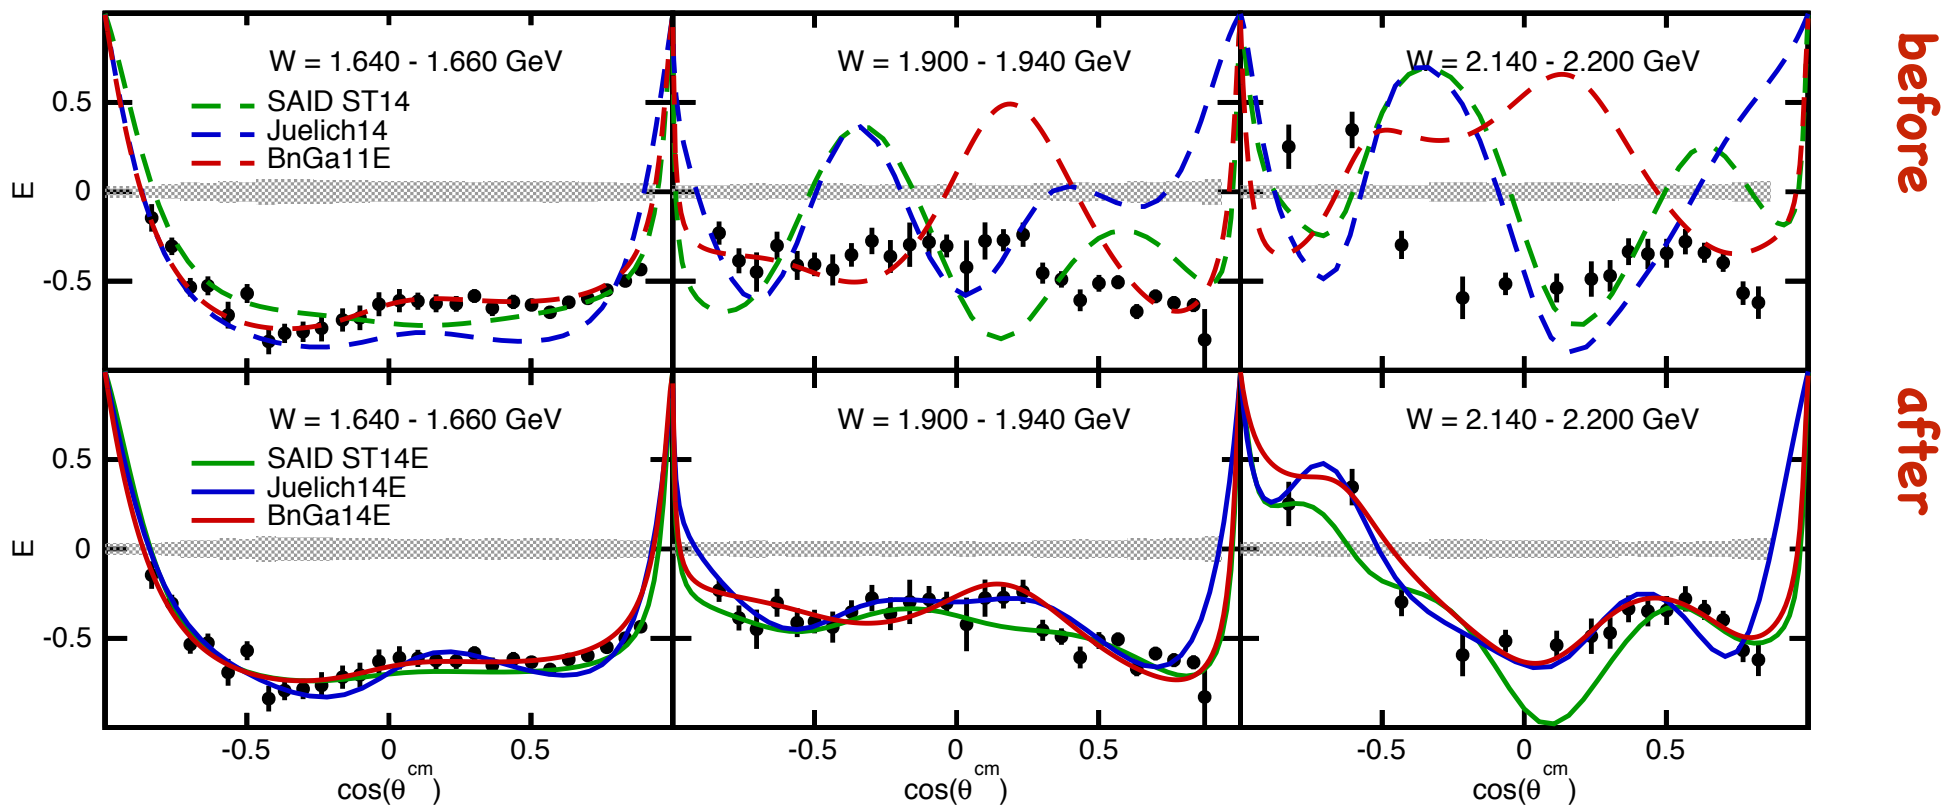 W = 1.640 - 1.660 GeV
W = 1.900 - 1.940 GeV
W = 2.140 - 2.200 GeV
SAID ST14
Juelich14
BnGa11E
0.5
0
-0.5
E
before
W = 1.640 - 1.660 GeV
W = 1.900 - 1.940 GeV
W = 2.140 - 2.200 GeV
SAID ST14E
Juelich14E
BnGa14E
0.5
0
-0.5
E
after
-0.5 0 0.5 -0.5 0 0.5 -0.5 0 0.5
cos(θ cm) cos(θ cm) cos(θ cm)